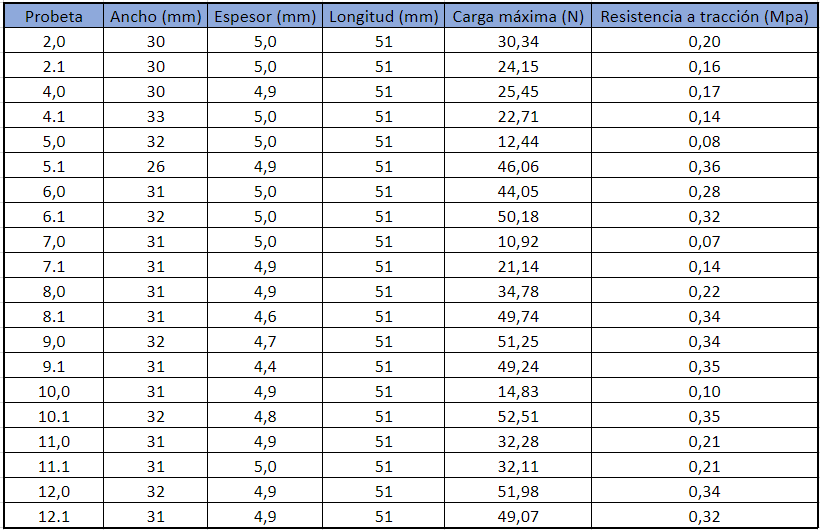 Probeta Ancho (mm) Espesor (mm) Longitud (mm) Carga máxima (N) Resistencia a tracción (Mpa)
2,0 30 5,0 51 30,34 0,20
2.1 30 5,0 51 24,15 0,16
4,0 30 4,9 51 25,45 0,17
4.1 33 5,0 51 22,71 0,14
5,0 32 5,0 51 12,44 0,08
5.1 26 4,9 51 46,06 0,36
6,0 31 5,0 51 44,05 0,28
6.1 32 5,0 51 50,18 0,32
7,0 31 5,0 51 10,92 0,07
7.1 31 4,9 51 21,14 0,14
8,0 31 4,9 51 34,78 0,22
8.1 31 4,6 51 49,74 0,34
9,0 32 4,7 51 51,25 0,34
9.1 31 4,4 51 49,24 0,35
10,0 31 4,9 51 14,83 0,10
10.1 32 4,8 51 52,51 0,35
11,0 31 4,9 51 32,28 0,21
11.1 31 5,0 51 32,11 0,21
12,0 32 4,9 51 51,98 0,34
12.1 31 4,9 51 49,07 0,32